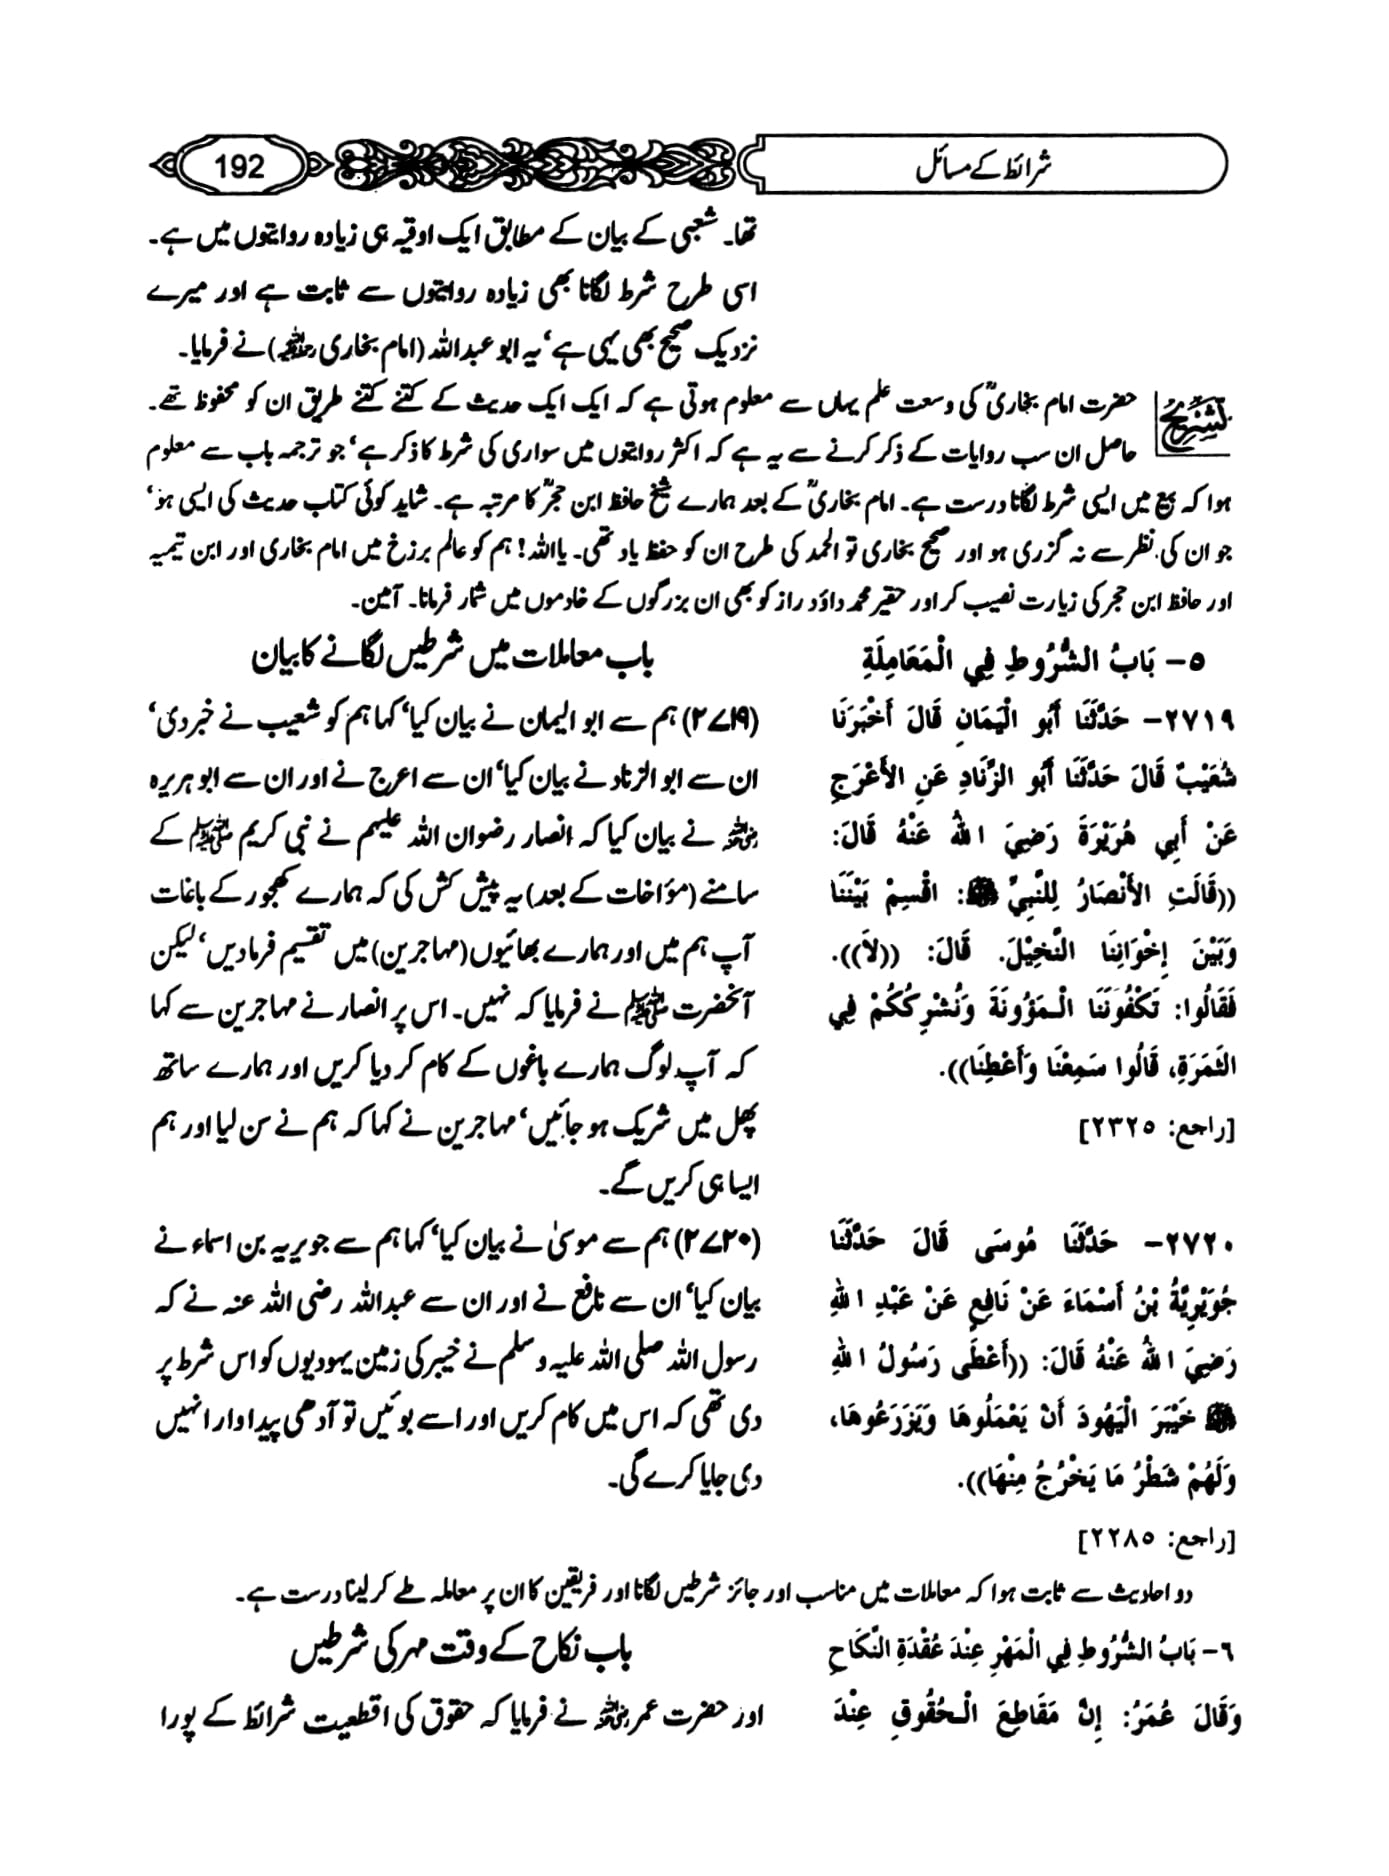 شرائط کے مسائل
192
تھا۔ شعبی کے بیان کے مطابق ایک اوقیہ ہی زیادہ روایتوں میں ہے۔
اسی طرح شرط لگانا بھی زیادہ روایتوں سے ثابت ہے اور میرے
نزدیک صحیح بھی یہی ہے‘ یہ ابو عبداللہ (امام بخاری رحمۃ اللہ علیہ) نے فرمایا۔
تشریح
حضرت امام بخاریؒ کی وسعت علم یہاں سے معلوم ہوتی ہے کہ ایک ایک حدیث کے کتنے کتنے طریق ان کو محفوظ تھے۔
حاصل ان سب روایات کے ذکر کرنے سے یہ ہے کہ اکثر روایتوں میں سواری کی شرط کا ذکر ہے‘ جو ترجمہ باب سے معلوم
ہوا کہ بیع میں ایسی شرط لگانا درست ہے۔ امام بخاریؒ کے بعد ہمارے شیخ حافظ ابن حجرؒ کا مرتبہ ہے۔ شاید کوئی کتاب حدیث کی ایسی ہو‘
جو ان کی نظر سے نہ گزری ہو اور صحیح بخاری تو الحمد کی طرح ان کو حفظ یاد تھی۔ یااللہ! ہم کو عالم برزخ میں امام بخاری اور ابن تیمیہ
اور حافظ ابن حجر کی زیارت نصیب کر اور حقیر محمد داؤد راز کو بھی ان بزرگوں کے خادموں میں شمار فرمانا۔ آمین۔
٥- بَابُ الشُّرُوطِ فِي الْمَعَامِلَةِ
٢٧١٩- حَدَّثَنَا أَبُو الْيَمَانِ قَالَ أَخْبَرَنَا
شُعَيْبٌ قَالَ حَدَّثَنَا أَبُو الزِّنَادِ عَنِ الأَعْرَجِ
عَنْ أَبِي هُرَيْرَةَ رَضِيَ اللهُ عَنْهُ قَالَ:
((قَالَتِ الأَنْصَارُ لِلنَّبِيِّ ﷺ: اقْسِمْ بَيْنَنَا
وَبَيْنَ إِخْوَانِنَا النَّخِيْلَ. قَالَ: ((لاَ)).
فَقَالُوا: تَكْفُونَنَا الْمَؤُونَةَ وَنُشْرِكُكُمْ فِي
الثَّمَرَةِ، قَالُوا سَمِعْنَا وَأَعْطِنَا)).
[راجع: ٢٣٢٥]
باب معاملات میں شرطیں لگانے کا بیان
(۲۷۱۹) ہم سے ابو الیمان نے بیان کیا‘ کہا ہم کو شعیب نے خبر دی‘
ان سے ابو الزناد نے بیان کیا‘ ان سے اعرج نے اور ان سے ابو ہریرہ
رضی اللہ عنہ نے بیان کیا کہ انصار رضوان اللہ علیہم نے نبی کریم صلی اللہ علیہ وسلم کے
سامنے (مؤاخات کے بعد) یہ پیش کش کی کہ ہمارے کھجور کے باغات
آپ ہم میں اور ہمارے بھائیوں (مہاجرین) میں تقسیم فرما دیں‘ لیکن
آنحضرت صلی اللہ علیہ وسلم نے فرمایا کہ نہیں۔ اس پر انصار نے مہاجرین سے کہا
کہ آپ لوگ ہمارے باغوں کے کام کر دیا کریں اور ہمارے ساتھ
پھل میں شریک ہو جائیں‘ مہاجرین نے کہا کہ ہم نے سن لیا اور ہم
ایسا ہی کریں گے۔
٢٧٢٠- حَدَّثَنَا مُوسَى قَالَ حَدَّثَنَا
جُوَيْرِيَّةُ بْنُ أَسْمَاءَ عَنْ نَافِعٍ عَنْ عَبْدِ اللهِ
رَضِيَ اللهُ عَنْهُ قَالَ: ((أَعْطَى رَسُولُ اللهِ
ﷺ خَيْبَرَ الْيَهُودَ أَنْ يَعْمَلُوهَا وَيَزْرَعُوهَا،
وَلَهُمْ شَطْرُ مَا يَخْرُجُ مِنْهَا)).
[راجع: ٢٢٨٥]
(۲۷۲۰) ہم سے موسیٰ نے بیان کیا‘ کہا ہم سے جویریہ بن اسماء نے
بیان کیا‘ ان سے نافع نے اور ان سے عبداللہ رضی اللہ عنہ نے کہ
رسول اللہ صلی اللہ علیہ وسلم نے خیبر کی زمین یہودیوں کو اس شرط پر
دی تھی کہ اس میں کام کریں اور اسے بوئیں تو آدھی پیداوار انہیں
دی جایا کرے گی۔
دو احادیث سے ثابت ہوا کہ معاملات میں مناسب اور جائز شرطیں لگانا اور فریقین کا ان پر معاملہ طے کر لینا درست ہے۔
٦- بَابُ الشُّرُوطِ فِي الْمَهْرِ عِنْدَ عُقْدَةِ النِّكَاحِ
وَقَالَ عُمَرُ: إِنَّ مَقَاطِعَ الْحُقُوقِ عِنْدَ
باب نکاح کے وقت مہر کی شرطیں
اور حضرت عمر رضی اللہ عنہ نے فرمایا کہ حقوق کی اقطعیت شرائط کے پورا